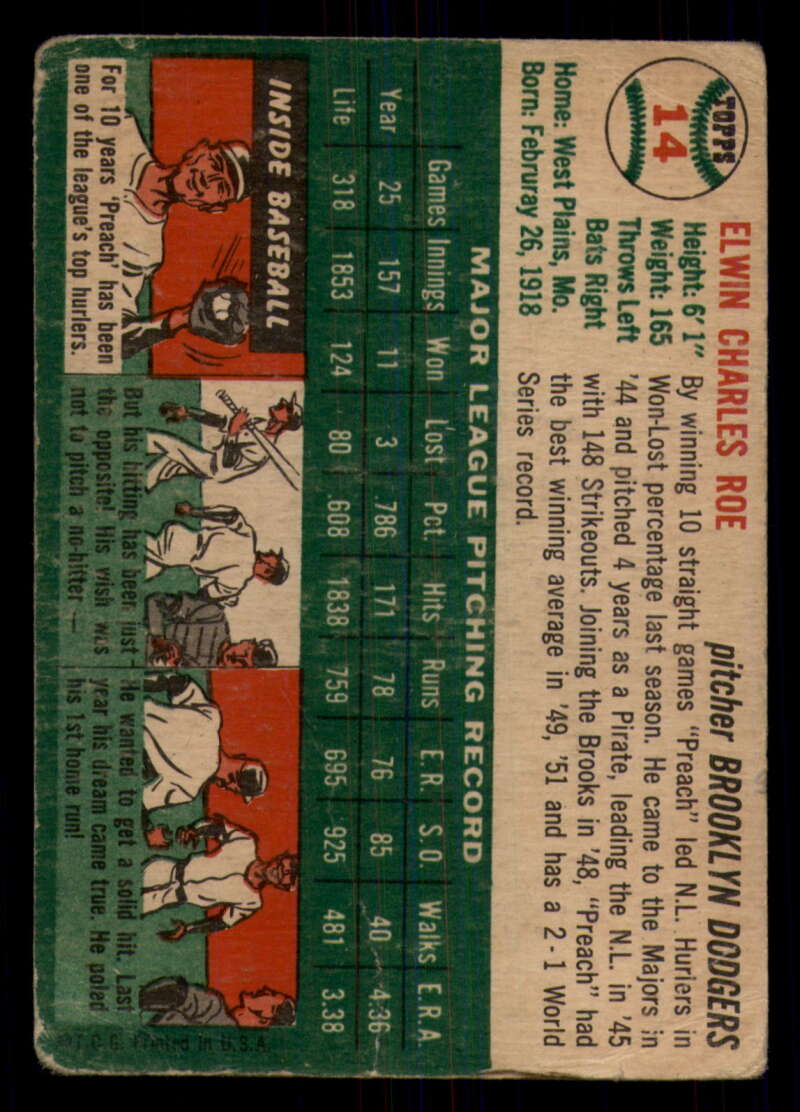 TOPPS
14
ELWIN CHARLES ROE
pitcher BROOKLYN DODGERS
Height: 6'1"
Weight: 165
Throws Left
Bats Right
Home: West Plains, Mo.
Born: Februray 26, 1918
By winning 10 straight games "Preach" led N.L. Hurlers in
Won-Lost percentage last season. He came to the Majors in
'44 and pitched 4 years as a Pirate, leading the N.L. in '45
with 148 Strikeouts. Joining the Brooks in '48, "Preach" had
the best winning average in '49, '51 and has a 2-1 World
Series record.
MAJOR LEAGUE PITCHING RECORD
Games Innings Won Lost Pct. Hits Runs E.R. S.O. Walks E.R.A.
Year 25 157 11 3 .786 171 78 76 85 40 4.36
Life 318 1853 124 80 .608 1838 759 695 925 481 3.38
INSIDE BASEBALL
For 10 years 'Preach' has been
one of the league's top hurlers.
But his hitting has been just
the opposite! His wish was
not to pitch a no-hitter —
He wanted to get a solid hit. Last
year his dream came true. He poled
his 1st home run!
©T.C.G. Printed in U.S.A.